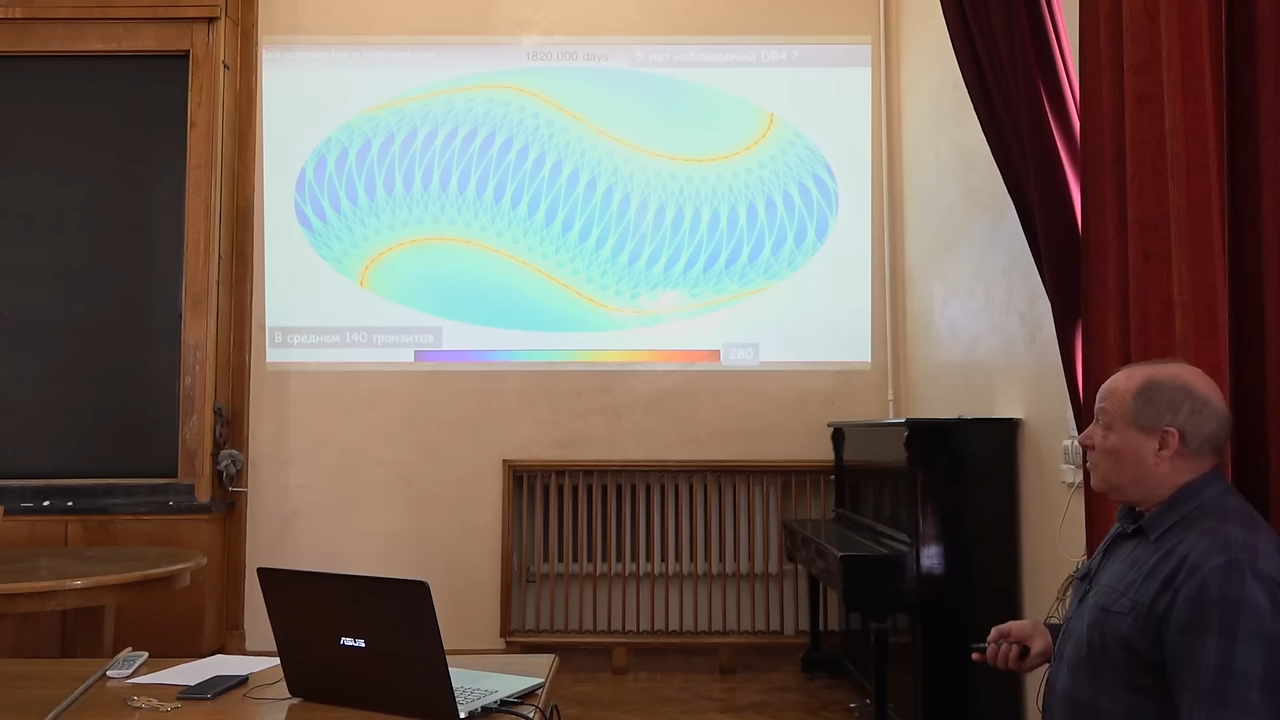 1820.000 days
5 лет наблюдений DR4 ?
В среднем 140 транзитов
280
ASUS